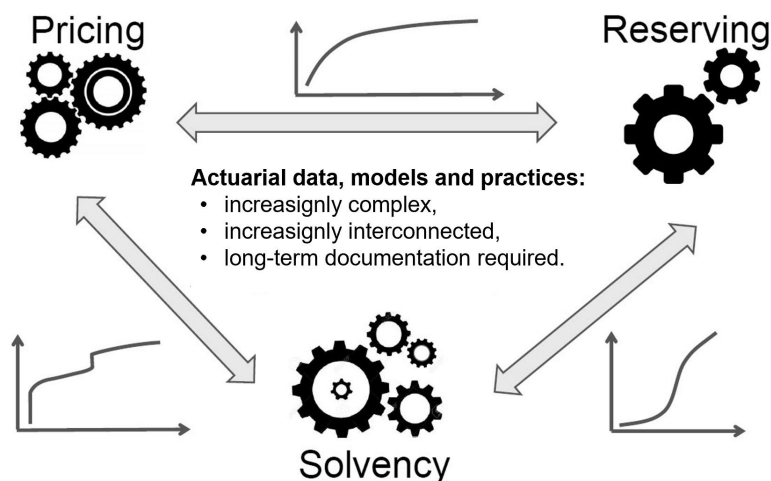 Pricing
Reserving
Actuarial data, models and practices:
• increasignly complex,
• increasignly interconnected,
• long-term documentation required.
Solvency